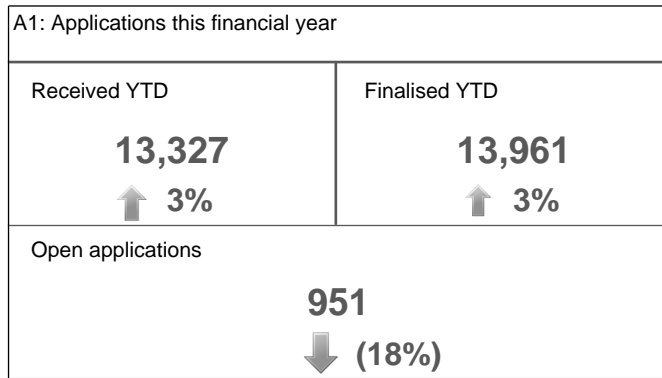 A1: Applications this financial year
Received YTD
Finalised YTD
13,327
13,961
3%
3%
Open applications
951
(18%)